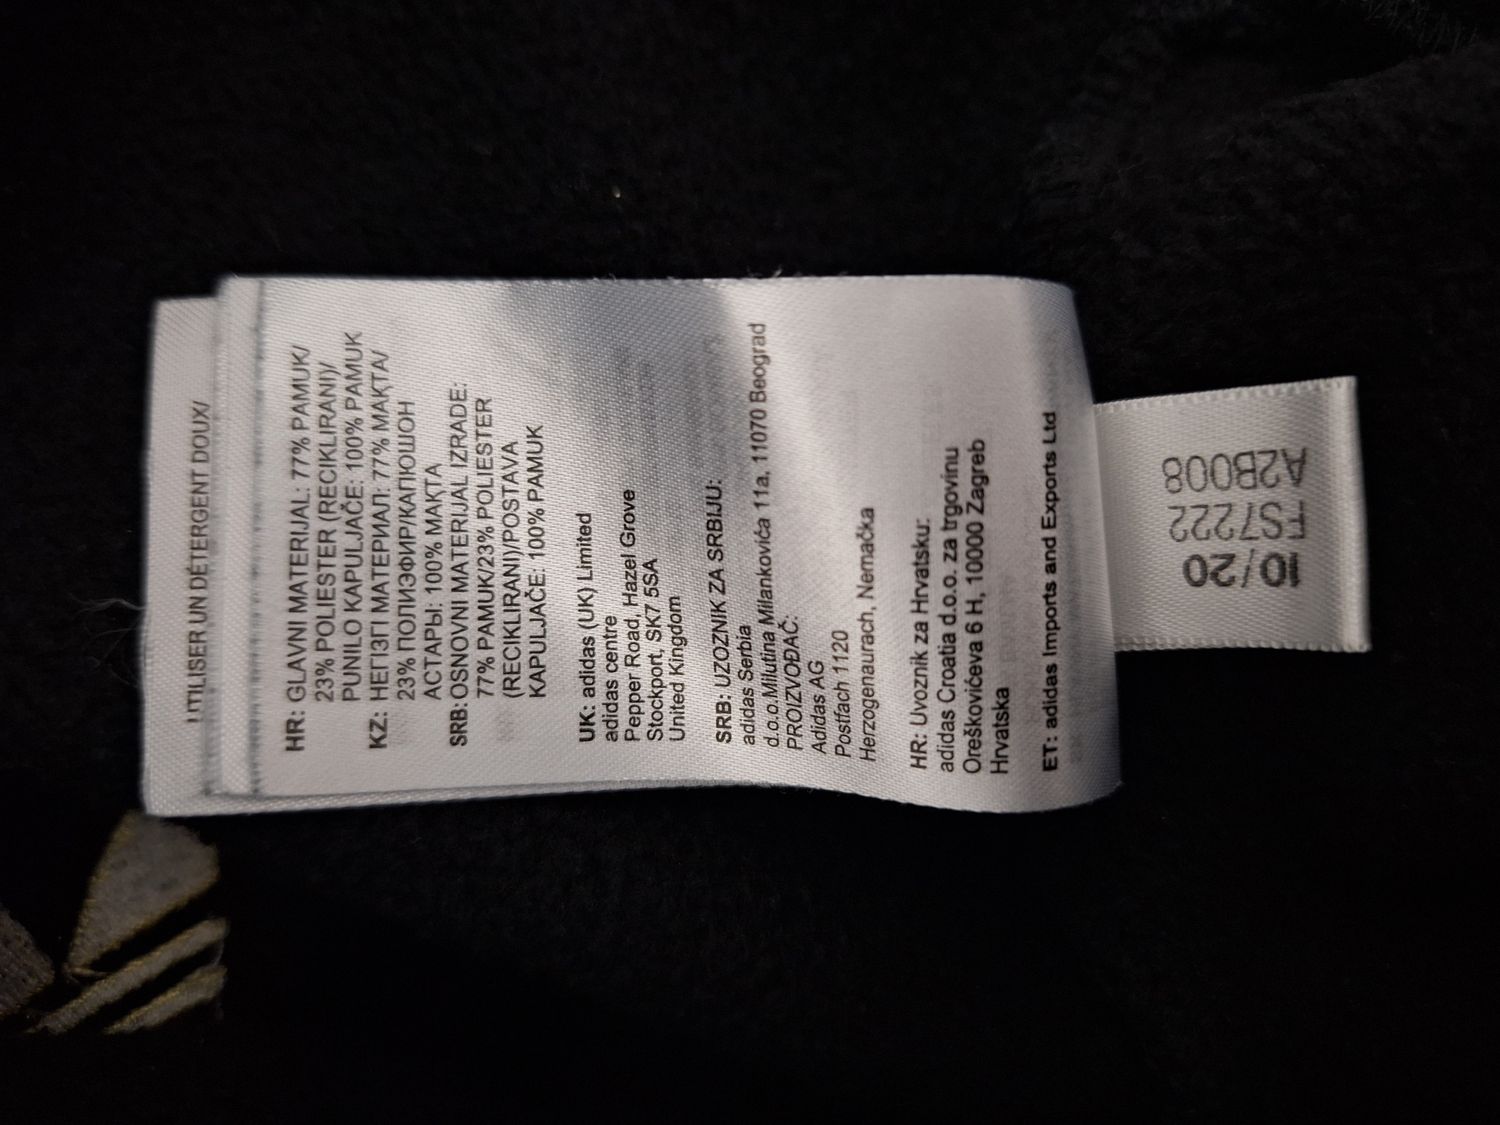 UTILISER UN DÉTERGENT DOUX/
HR: GLAVNI MATERIJAL: 77% PAMUK/
23% POLIESTER (RECIKLIRANI)/
PUNILO KAPULJAČE: 100% PAMUK
KZ: НЕГІЗГІ МАТЕРИАЛ: 77% МАҚТА/
23% ПОЛИЭФИР/КАПЮШОН
АСТАРЫ: 100% МАҚТА
SRB: OSNOVNI MATERIJAL IZRADE:
77% PAMUK/23% POLIESTER
(RECIKLIRANI)/POSTAVA
KAPULJAČE: 100% PAMUK
UK: adidas (UK) Limited
adidas centre
Pepper Road, Hazel Grove
Stockport, SK7 5SA
United Kingdom
SRB: UZOZNIK ZA SRBIJU:
adidas Serbia
d.o.o.Milutina Milankovića 11a, 11070 Beograd
PROIZVOĐAČ:
Adidas AG
Postfach 1120
Herzogenaurach, Nemačka
HR: Uvoznik za Hrvatsku:
adidas Croatia d.o.o. za trgovinu
Oreškovićeva 6 H, 10000 Zagreb
Hrvatska
ET: adidas Imports and Exports Ltd
10/20
FS7222
A2B008